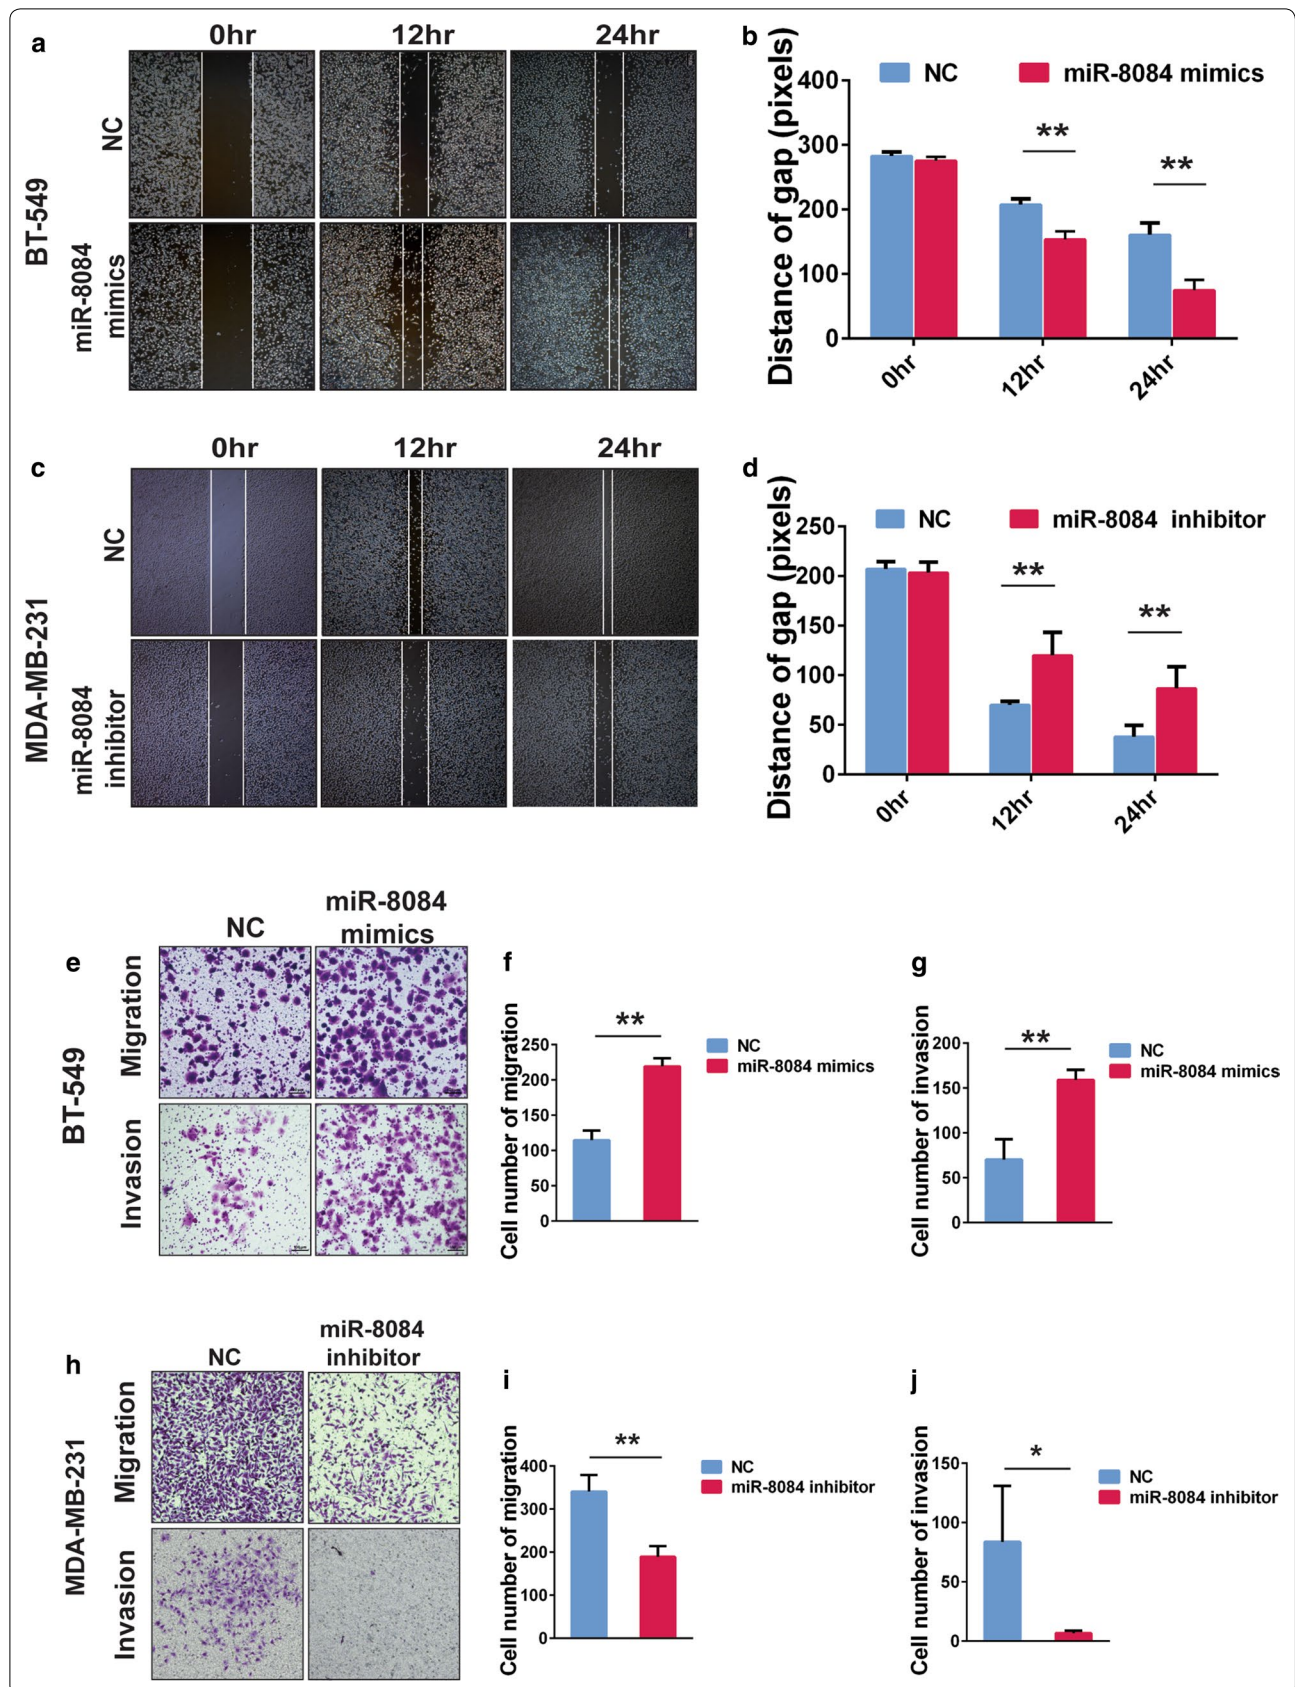 a
0hr 12hr 24hr
BT-549
NC
miR-8084
mimics
b
NC miR-8084 mimics
Distance of gap (pixels)
400
300
200
100
0
**
**
0hr 12hr 24hr
c
0hr 12hr 24hr
MDA-MB-231
NC
miR-8084
inhibitor
d
NC miR-8084 inhibitor
Distance of gap (pixels)
250
200
150
100
50
0
**
**
0hr 12hr 24hr
e
NC
miR-8084
mimics
BT-549
Migration
Invasion
f
Cell number of migration
250
200
150
100
50
0
**
NC
miR-8084 mimics
g
Cell number of invasion
200
150
100
50
0
**
NC
miR-8084 mimics
h
NC
miR-8084
inhibitor
MDA-MB-231
Migration
Invasion
i
Cell number of migration
400
300
200
100
0
**
NC
miR-8084 inhibitor
j
Cell number of invasion
150
100
50
0
*
NC
miR-8084 inhibitor